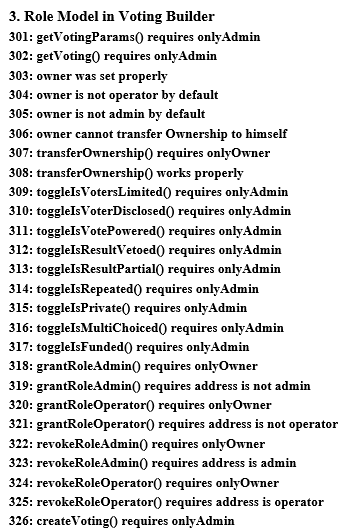 3. Role Model in Voting Builder
301: getVotingParams() requires onlyAdmin
302: getVoting() requires onlyAdmin
303: owner was set properly
304: owner is not operator by default
305: owner is not admin by default
306: owner cannot transfer Ownership to himself
307: transferOwnership() requires onlyOwner
308: transferOwnership() works properly
309: toggleIsVotersLimited() requires onlyAdmin
310: toggleIsVoterDisclosed() requires onlyAdmin
311: toggleIsVotePowered() requires onlyAdmin
312: toggleIsResultVetoed() requires onlyAdmin
313: toggleIsResultPartial() requires onlyAdmin
314: toggleIsRepeated() requires onlyAdmin
315: toggleIsPrivate() requires onlyAdmin
316: toggleIsMultiChoiced() requires onlyAdmin
317: toggleIsFunded() requires onlyAdmin
318: grantRoleAdmin() requires onlyOwner
319: grantRoleAdmin() requires address is not admin
320: grantRoleOperator() requires onlyOwner
321: grantRoleOperator() requires address is not operator
322: revokeRoleAdmin() requires onlyOwner
323: revokeRoleAdmin() requires address is admin
324: revokeRoleOperator() requires onlyOwner
325: revokeRoleOperator() requires address is operator
326: createVoting() requires onlyAdmin